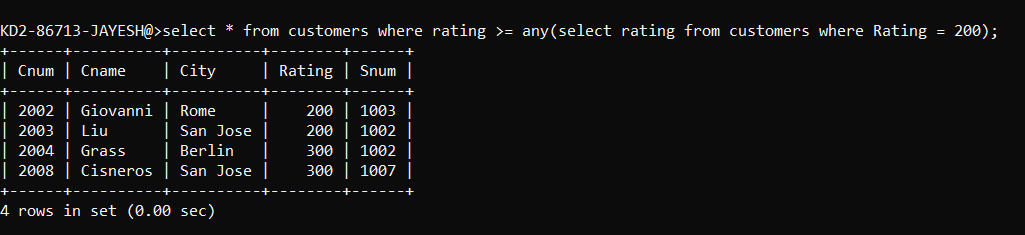 KD2-86713-JAYESH@>select * from customers where rating >= any(select rating from customers where Rating = 200);
+------+----------+----------+--------+------+
| Cnum | Cname    | City     | Rating | Snum |
+------+----------+----------+--------+------+
| 2002 | Giovanni | Rome     |    200 | 1003 |
| 2003 | Liu      | San Jose |    200 | 1002 |
| 2004 | Grass    | Berlin   |    300 | 1002 |
| 2008 | Cisneros | San Jose |    300 | 1007 |
+------+----------+----------+--------+------+
4 rows in set (0.00 sec)